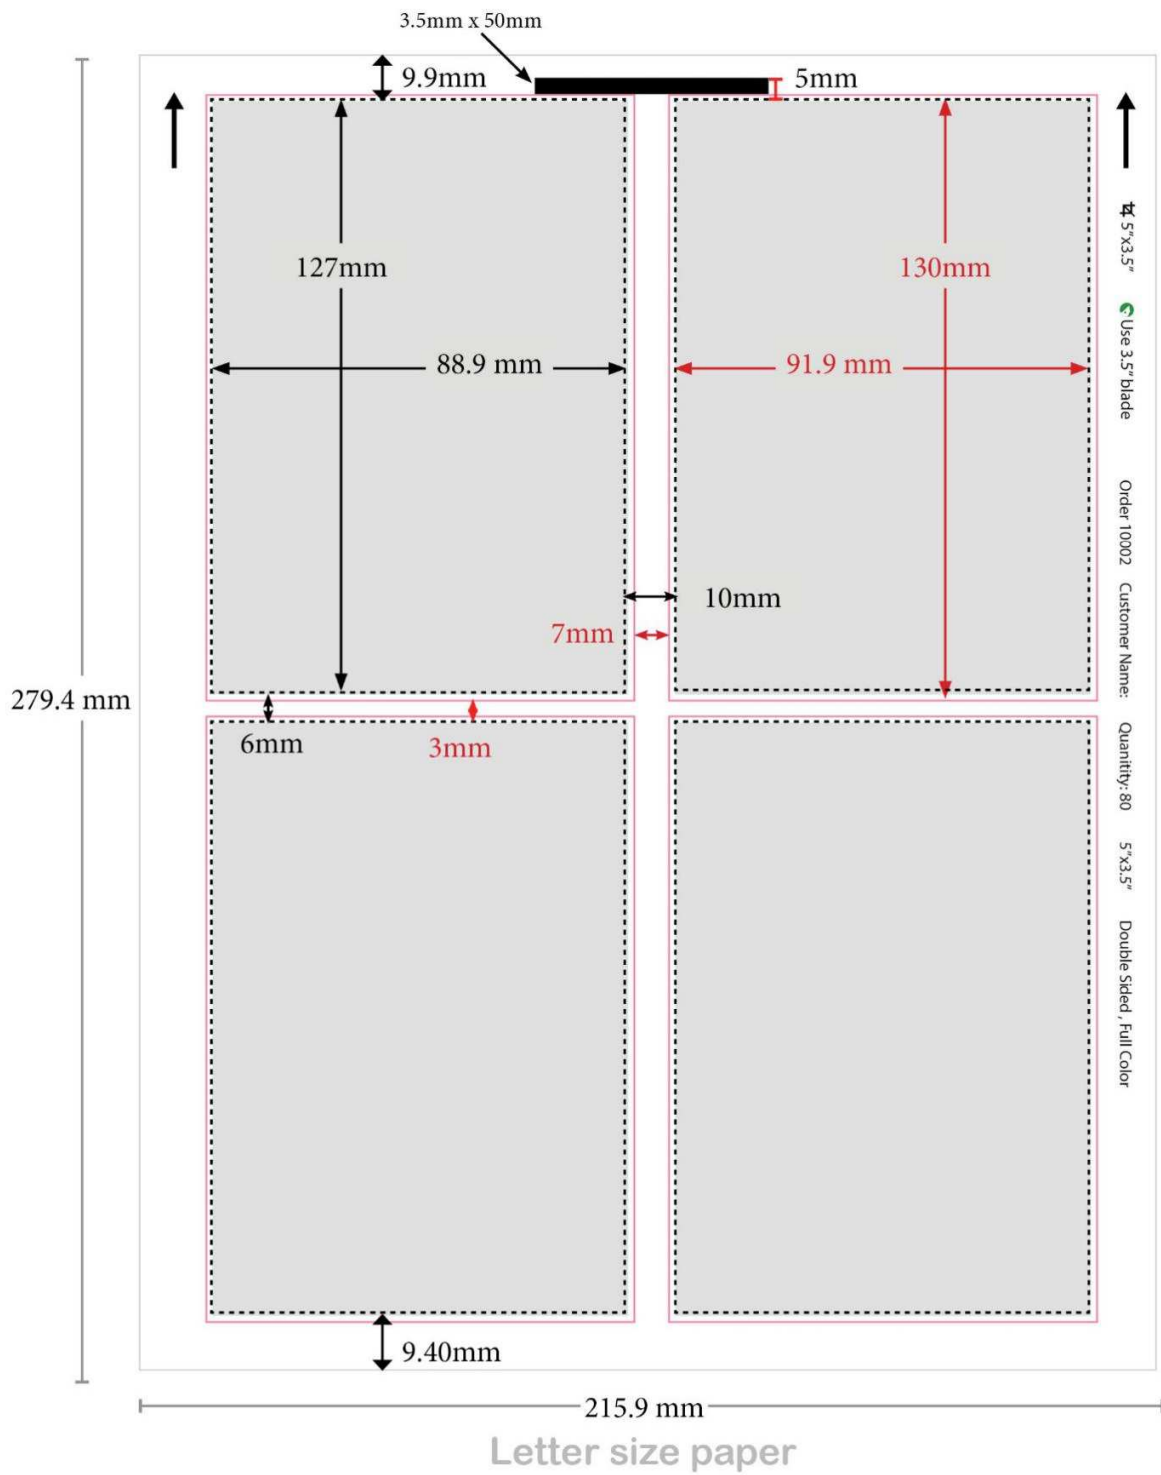 3.5mm x 50mm
9.9mm
5mm
127mm
130mm
88.9 mm
91.9 mm
10mm
7mm
279.4 mm
6mm
3mm
9.40mm
215.9 mm
Letter size paper
5"x3.5" Use 3.5" blade Order 10002 Customer Name: Quanitity: 80 5"x3.5" Double Sided , Full Color